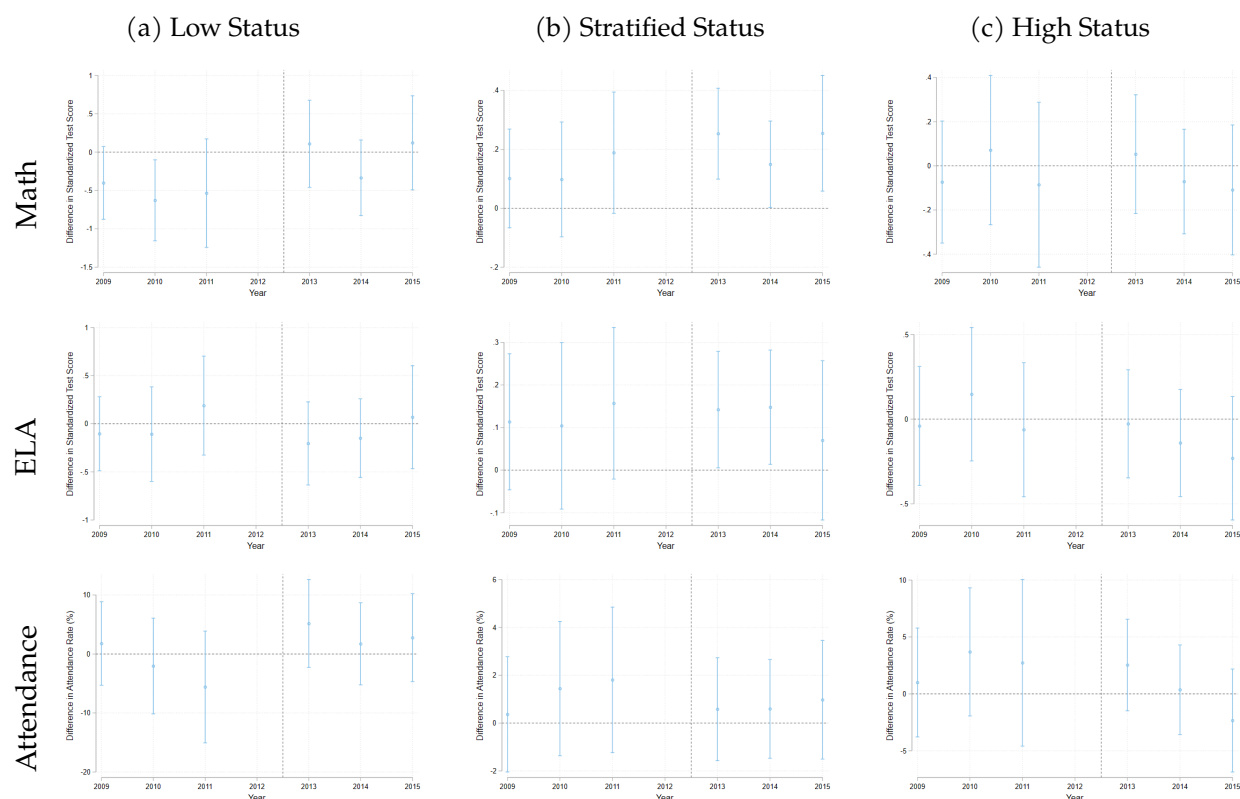 (a) Low Status
(b) Stratified Status
(c) High Status
Math
Difference in Standardized Test Score
1
.5
0
-.5
-1
-1.5
2009 2010 2011 2012 2013 2014 2015
Year
Difference in Standardized Test Score
.4
.2
0
-.2
2009 2010 2011 2012 2013 2014 2015
Year
Difference in Standardized Test Score
.4
.2
0
-.2
-.4
2009 2010 2011 2012 2013 2014 2015
Year
ELA
Difference in Standardized Test Score
1
.5
0
-.5
-1
2009 2010 2011 2012 2013 2014 2015
Year
Difference in Standardized Test Score
.3
.2
.1
0
-.1
2009 2010 2011 2012 2013 2014 2015
Year
Difference in Standardized Test Score
.5
0
-.5
2009 2010 2011 2012 2013 2014 2015
Year
Attendance
Difference in Attendance Rate (%)
10
0
-10
-20
2009 2010 2011 2012 2013 2014 2015
Year
Difference in Attendance Rate (%)
6
4
2
0
-2
2009 2010 2011 2012 2013 2014 2015
Year
Difference in Attendance Rate (%)
10
5
0
-5
2009 2010 2011 2012 2013 2014 2015
Year